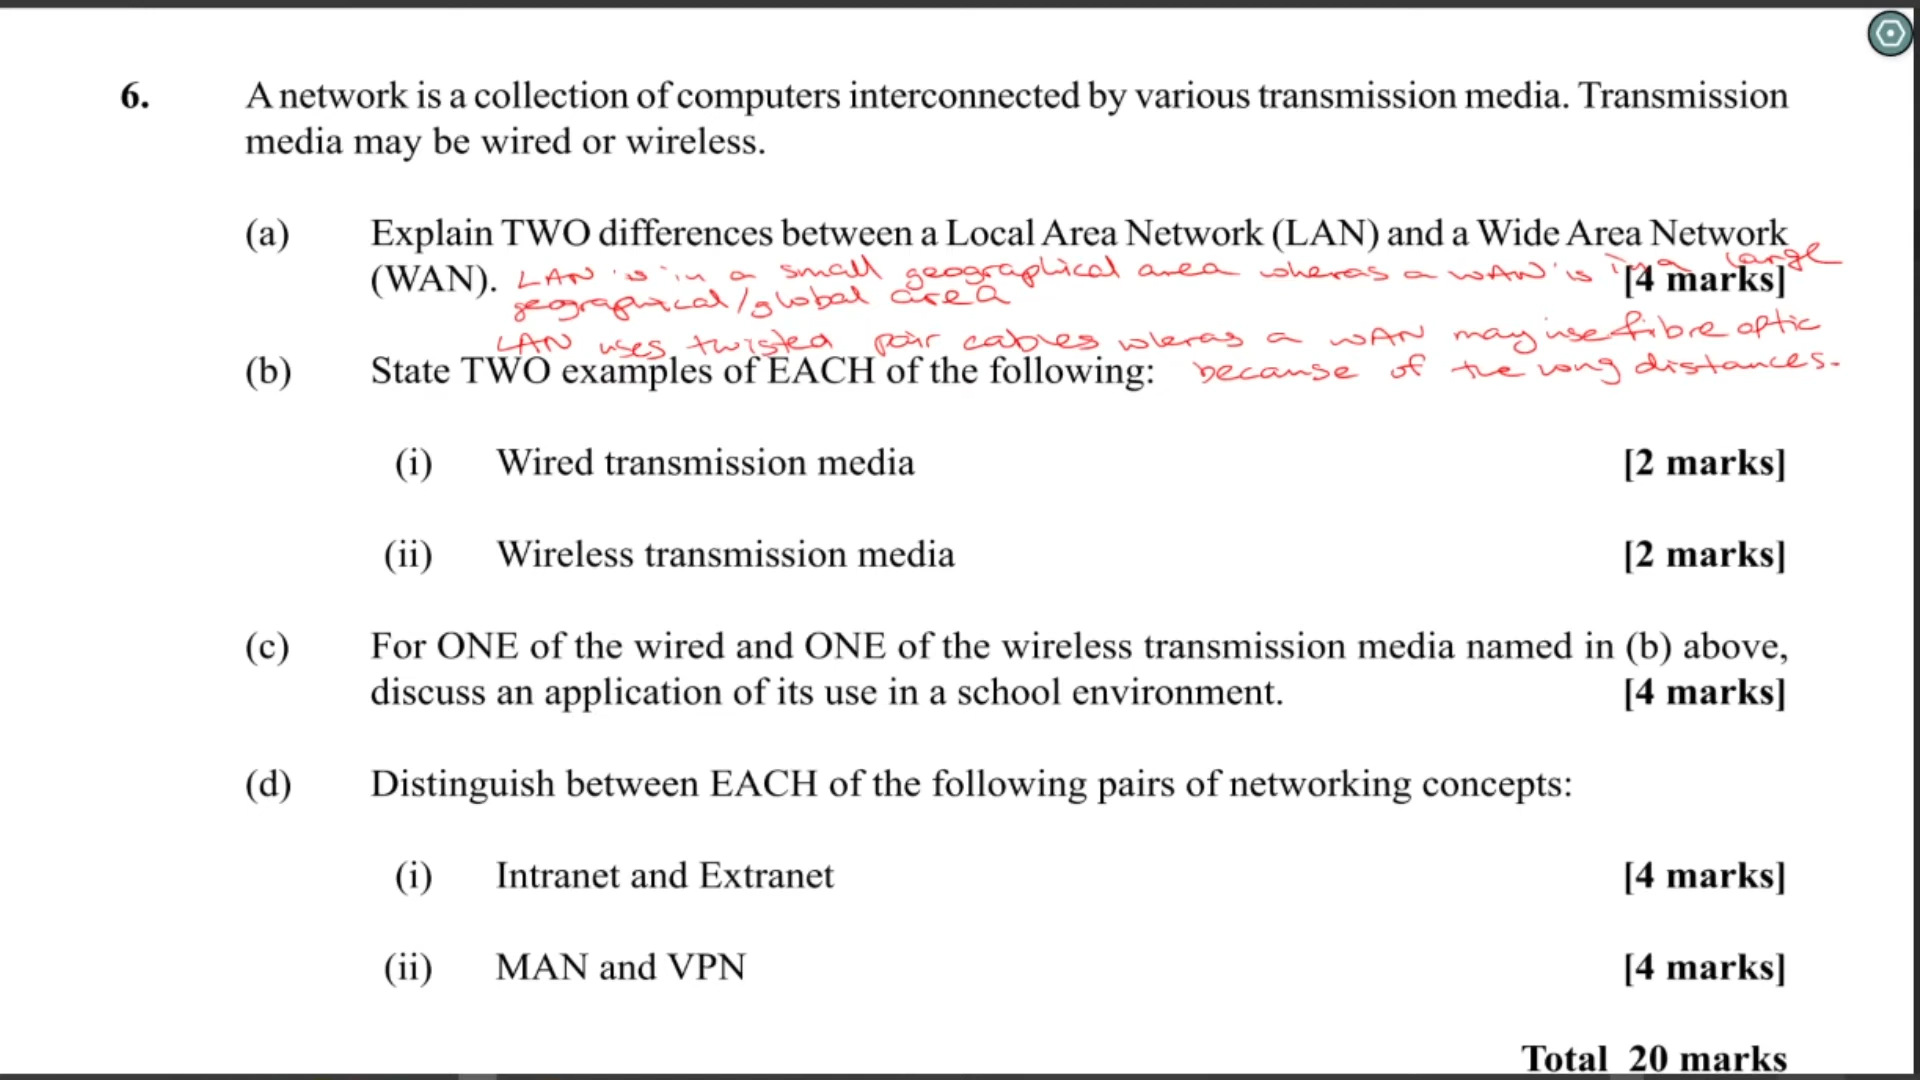 6. A network is a collection of computers interconnected by various transmission media. Transmission
media may be wired or wireless.
(a) Explain TWO differences between a Local Area Network (LAN) and a Wide Area Network
(WAN). [4 marks]
LAN is in a small geographical area wheras a WAN is in a large
geographical/global area
LAN uses twisted pair cables wheras a WAN may use fibre optic
because of the long distances.
(b) State TWO examples of EACH of the following:
(i) Wired transmission media [2 marks]
(ii) Wireless transmission media [2 marks]
(c) For ONE of the wired and ONE of the wireless transmission media named in (b) above,
discuss an application of its use in a school environment. [4 marks]
(d) Distinguish between EACH of the following pairs of networking concepts:
(i) Intranet and Extranet [4 marks]
(ii) MAN and VPN [4 marks]
Total 20 marks